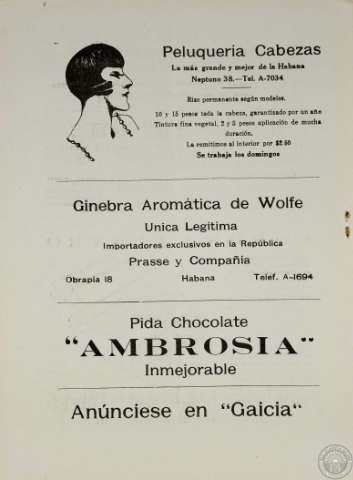 Peluqueria Cabezas
La más grande y mejor de la Habana
Neptuno 38.—Tel. A-7034
Rizo permanente según modelos.
10 y 15 pesos toda la cabeza, garantizado por un año
Tintura fina vegetal, 2 y 5 pesos aplicación de mucha
duración.
La remitimos al interior por $2.50
Se trabaja los domingos
Ginebra Aromática de Wolfe
Unica Legítima
Importadores exclusivos en la República
Prasse y Compañía
Obrapia 18 Habana Telef. A-1694
Pida Chocolate
"AMBROSIA"
Inmejorable
Anúnciese en "Gaicia"